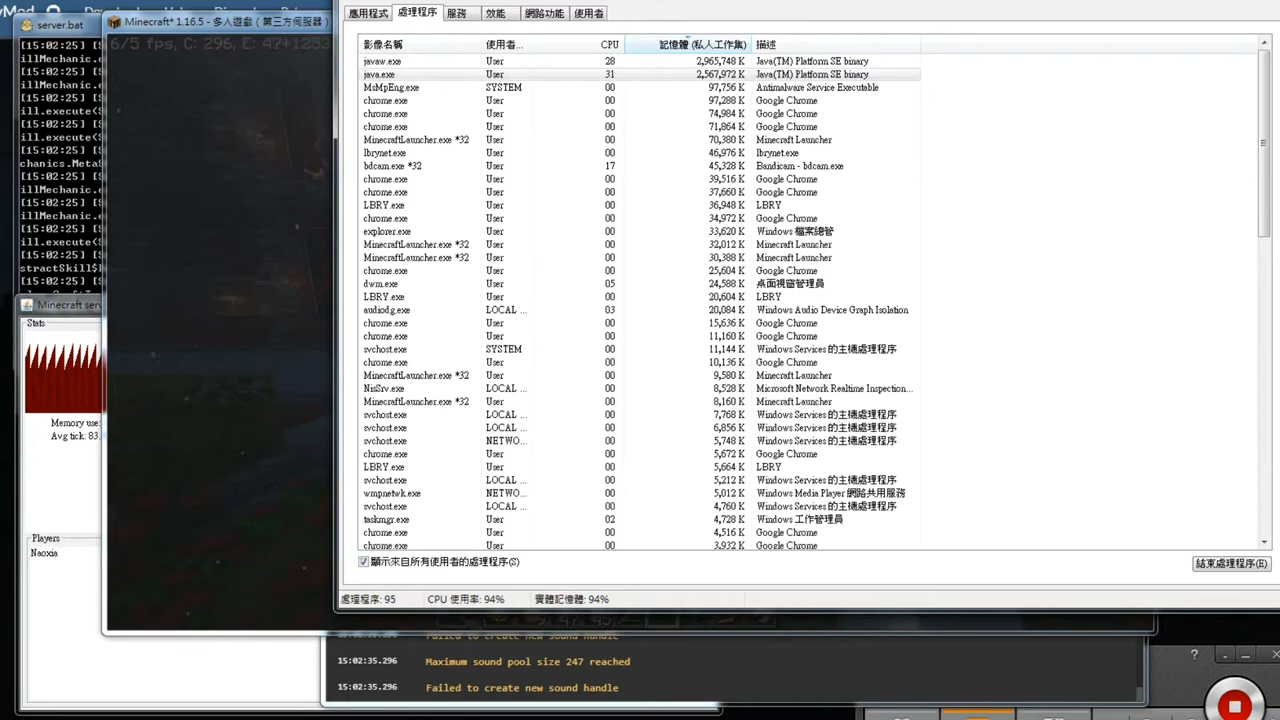 yMod
server.bat
Minecraft* 1.16.5 - 多人遊戲（第三方伺服器）
6/5 fps, C: 296, E: 47+1253
[15:02:25] [S
illMechanic.e
[15:02:25] [S
illMechanic.e
[15:02:25] [S
ill.execute<S
[15:02:25] [S
ill.execute<S
[15:02:25] [S
chanics.MetaS
[15:02:25] [S
illMechanic.e
[15:02:25] [S
illMechanic.e
[15:02:25] [S
ill.execute<S
[15:02:25] [S
stractSkill$
[15:02:25] [S
Minecraft serv
Stats
Memory use:
Avg tick: 83.
Players
Naoxia
應用程式 處理程序 服務 效能 網路功能 使用者
影像名稱 使用者... CPU 記憶體 (私人工作集) 描述
javaw.exe User 28 2,965,748 K Java(TM) Platform SE binary
java.exe User 31 2,567,972 K Java(TM) Platform SE binary
MsMpEng.exe SYSTEM 00 97,756 K Antimalware Service Executable
chrome.exe User 00 97,288 K Google Chrome
chrome.exe User 00 74,984 K Google Chrome
chrome.exe User 00 71,864 K Google Chrome
MinecraftLauncher.exe *32 User 00 70,380 K Minecraft Launcher
lbrynet.exe User 00 46,976 K lbrynet.exe
bdcam.exe *32 User 17 45,328 K Bandicam - bdcam.exe
chrome.exe User 00 39,516 K Google Chrome
chrome.exe User 00 37,660 K Google Chrome
LBRY.exe User 00 36,948 K LBRY
chrome.exe User 00 34,972 K Google Chrome
explorer.exe User 00 33,620 K Windows 檔案總管
MinecraftLauncher.exe *32 User 00 32,012 K Minecraft Launcher
MinecraftLauncher.exe *32 User 00 30,388 K Minecraft Launcher
chrome.exe User 00 25,604 K Google Chrome
dwm.exe User 05 24,588 K 桌面視窗管理員
LBRY.exe User 00 20,604 K LBRY
audiodg.exe LOCAL ... 03 20,084 K Windows Audio Device Graph Isolation
chrome.exe User 00 15,636 K Google Chrome
chrome.exe User 00 11,160 K Google Chrome
svchost.exe SYSTEM 00 11,144 K Windows Services 的主機處理程序
chrome.exe User 00 10,136 K Google Chrome
MinecraftLauncher.exe *32 User 00 9,580 K Minecraft Launcher
NisSrv.exe LOCAL ... 00 8,528 K Microsoft Network Realtime Inspection...
MinecraftLauncher.exe *32 User 00 8,160 K Minecraft Launcher
svchost.exe LOCAL ... 00 7,768 K Windows Services 的主機處理程序
svchost.exe LOCAL ... 00 6,856 K Windows Services 的主機處理程序
svchost.exe NETWO... 00 5,748 K Windows Services 的主機處理程序
chrome.exe User 00 5,672 K Google Chrome
LBRY.exe User 00 5,664 K LBRY
svchost.exe LOCAL ... 00 5,212 K Windows Services 的主機處理程序
wmpnetwk.exe NETWO... 00 5,012 K Windows Media Player 網路共用服務
svchost.exe LOCAL ... 00 4,760 K Windows Services 的主機處理程序
taskmgr.exe User 02 4,728 K Windows 工作管理員
chrome.exe User 00 4,516 K Google Chrome
chrome.exe User 00 3,932 K Google Chrome
顯示來自所有使用者的處理程序(S)
結束處理程序(E)
處理程序: 95 CPU 使用率: 94% 實體記憶體: 94%
Failed to create new sound handle
15:02:35.296 Maximum sound pool size 247 reached
15:02:35.296 Failed to create new sound handle